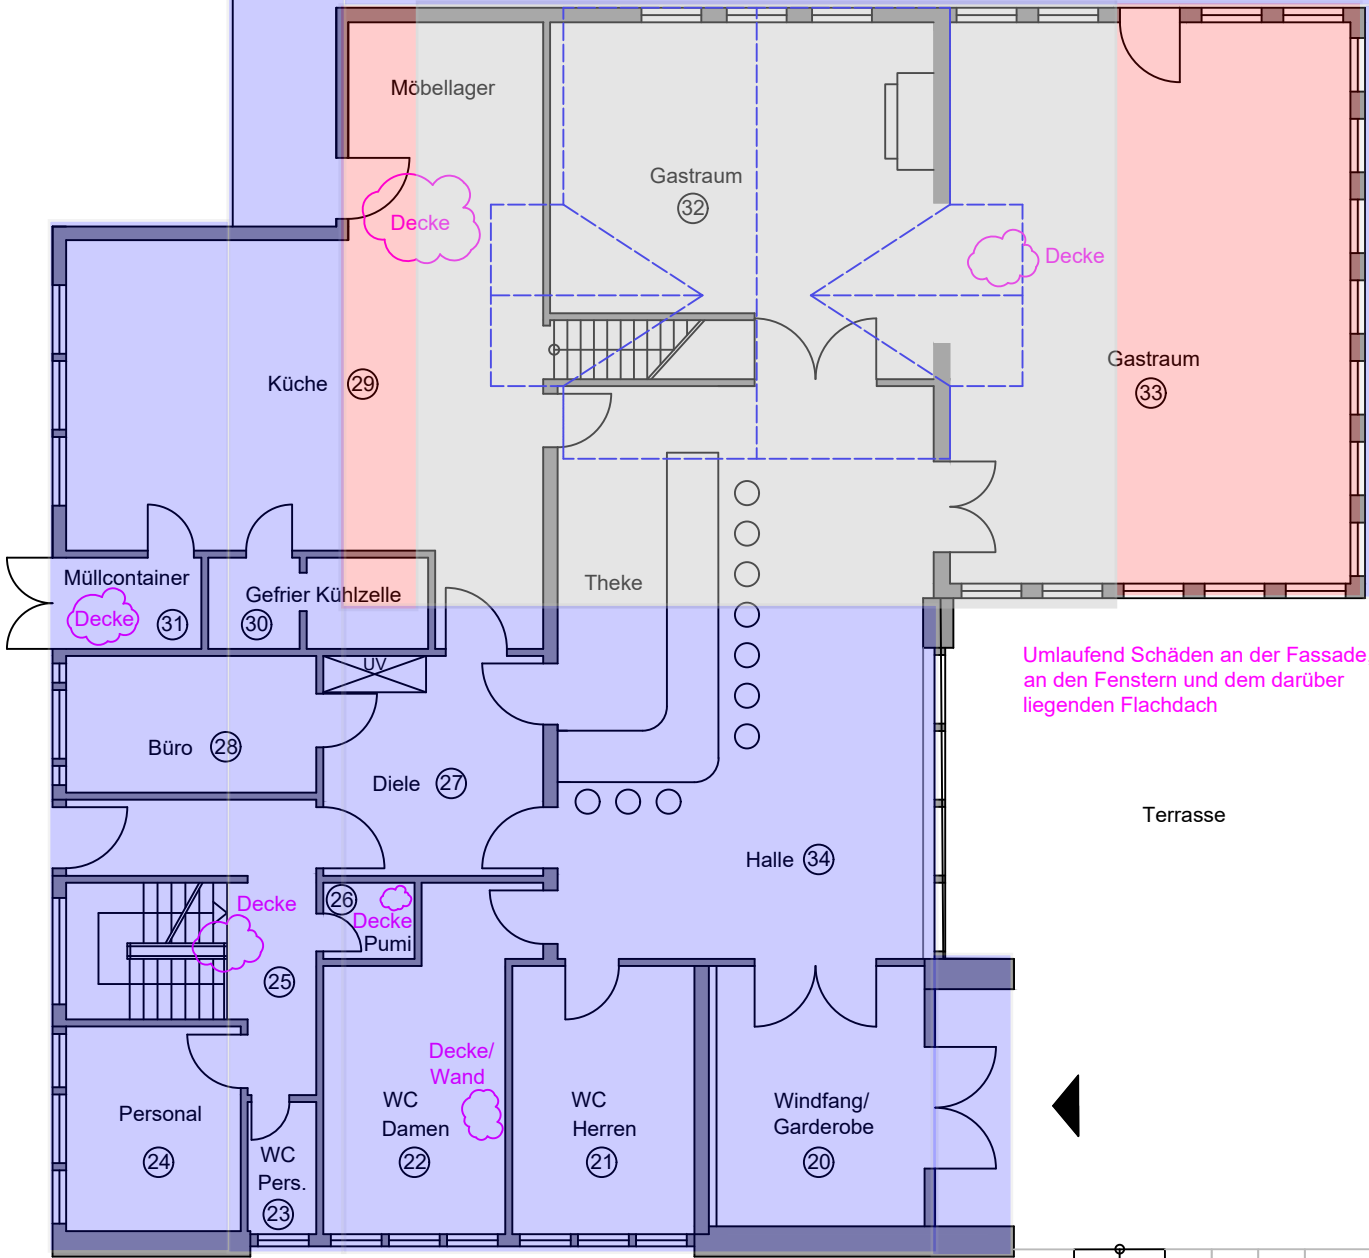 Möbellager
Decke
Gastraum
32
Decke
Gastraum
33
Küche 29
Müllcontainer
Decke
31
Gefrier Kühlzelle
30
Theke
UV
Umlaufend Schäden an der Fassade
an den Fenstern und dem darüber
liegenden Flachdach
Büro 28
Diele 27
Terrasse
Halle 34
Decke
26
Decke
Pumi
25
Decke/
Wand
Personal
24
WC
Pers.
23
WC
Damen
22
WC
Herren
21
Windfang/
Garderobe
20